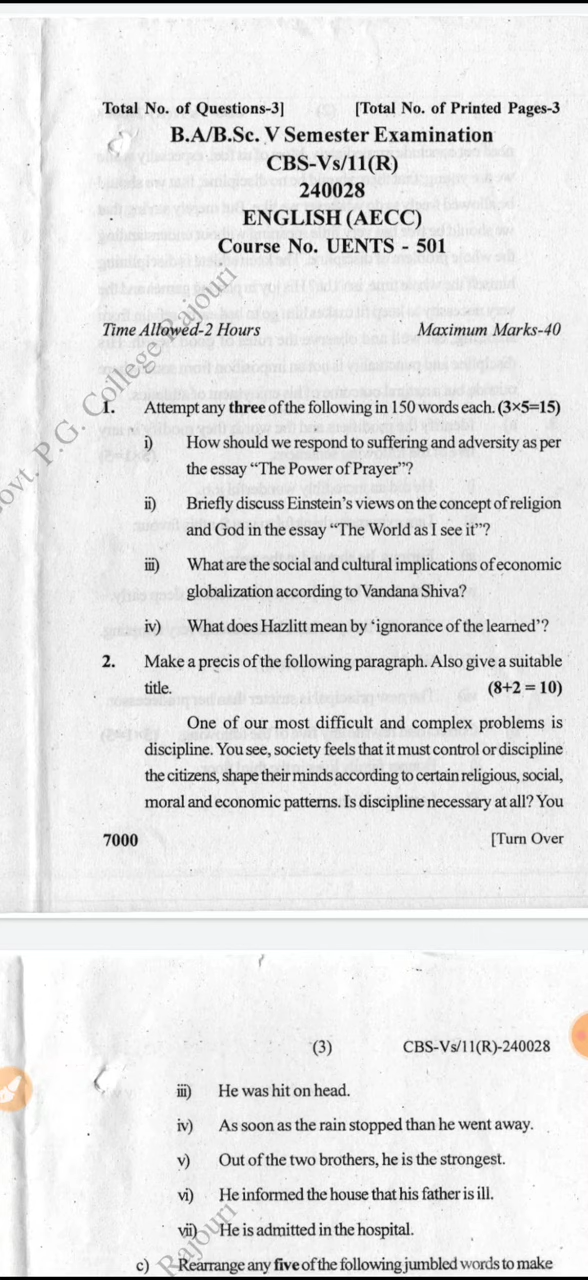 Total No. of Questions-3] [Total No. of Printed Pages-3
B.A/B.Sc. V Semester Examination
CBS-Vs/11(R)
240028
ENGLISH (AECC)
Course No. UENTS - 501
Time Allowed-2 Hours Maximum Marks-40
Govt. P.G. College, Rajouri
1. Attempt any three of the following in 150 words each. (3×5=15)
i) How should we respond to suffering and adversity as per
the essay “The Power of Prayer”?
ii) Briefly discuss Einstein’s views on the concept of religion
and God in the essay “The World as I see it”?
iii) What are the social and cultural implications of economic
globalization according to Vandana Shiva?
iv) What does Hazlitt mean by ‘ignorance of the learned’?
2. Make a precis of the following paragraph. Also give a suitable
title. (8+2 = 10)
One of our most difficult and complex problems is
discipline. You see, society feels that it must control or discipline
the citizens, shape their minds according to certain religious, social,
moral and economic patterns. Is discipline necessary at all? You
7000 [Turn Over
(3) CBS-Vs/11(R)-240028
iii) He was hit on head.
iv) As soon as the rain stopped than he went away.
v) Out of the two brothers, he is the strongest.
vi) He informed the house that his father is ill.
vii) He is admitted in the hospital.
Rajouri
c) Rearrange any five of the following jumbled words to make